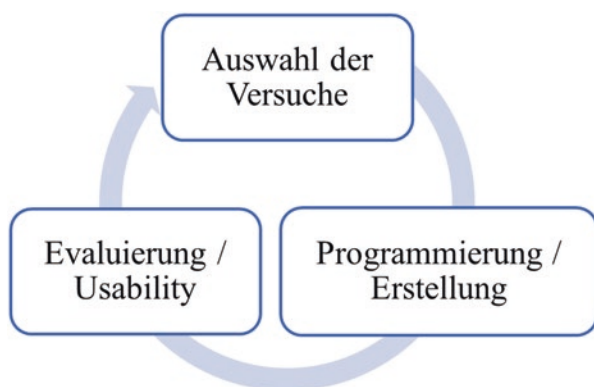 Auswahl der
Versuche
Evaluierung /
Usability
Programmierung /
Erstellung